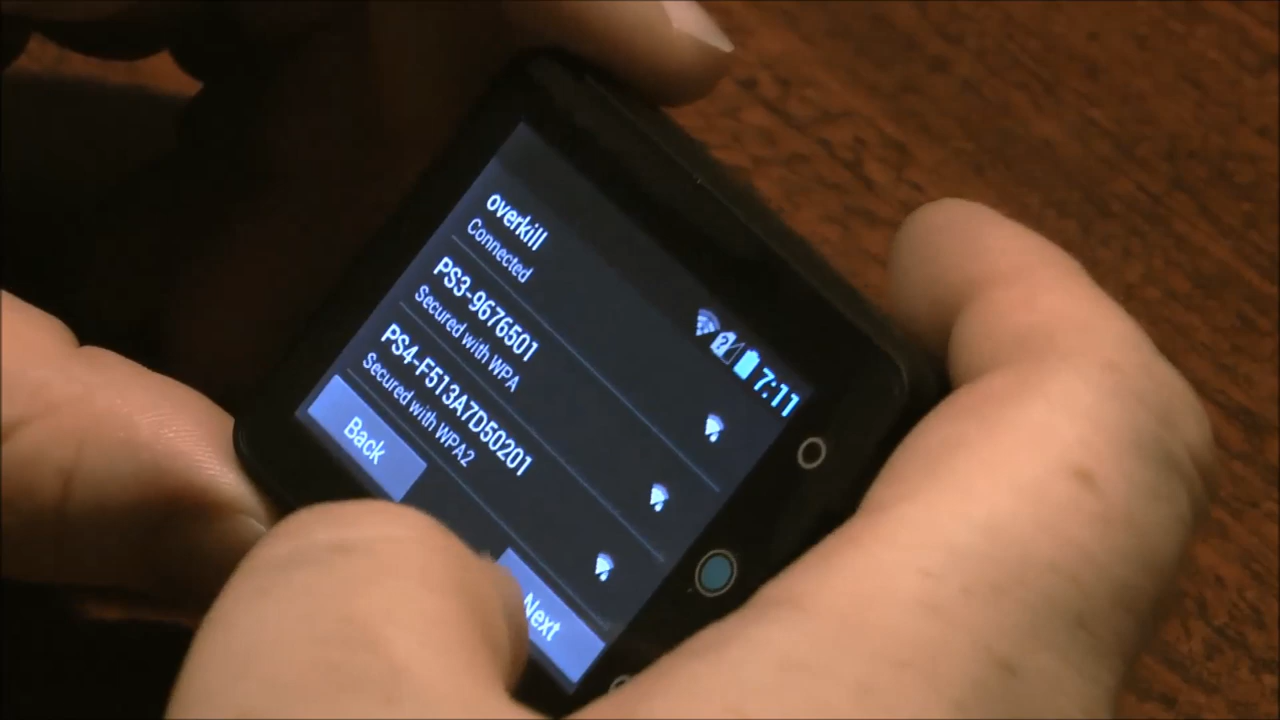 7:11
overkill
Connected
PS3-9676501
Secured with WPA
PS4-F513A7D50201
Secured with WPA2
Back
Next